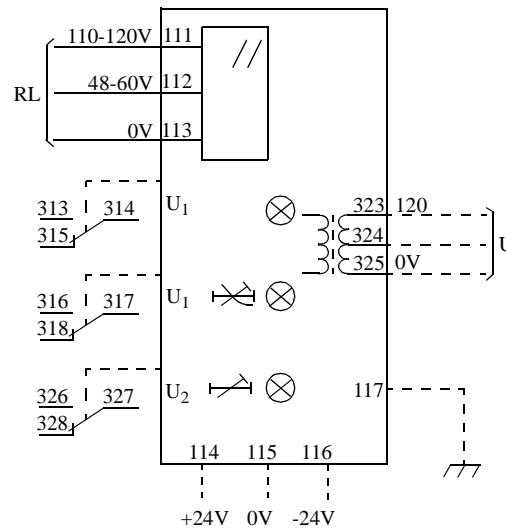 110-120V 111
48-60V 112
RL
0V 113
U1
313 314
315
323 120
324
325 0V
U
U1
316 317
318
U2
326 327
328
117
114 115 116
+24V 0V -24V